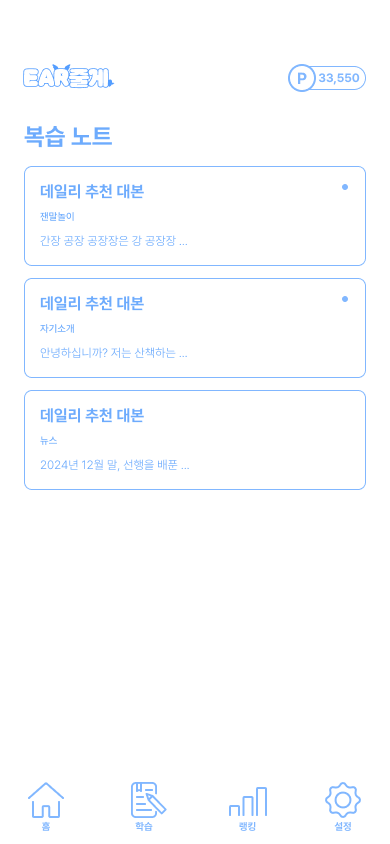 EAR줄게
P 33,550
복습 노트
데일리 추천 대본
잰말놀이
간장 공장 공장장은 강 공장장 ...
데일리 추천 대본
자기소개
안녕하십니까? 저는 산책하는 ...
데일리 추천 대본
뉴스
2024년 12월 말, 선행을 베푼 ...
홈 학습 랭킹 설정